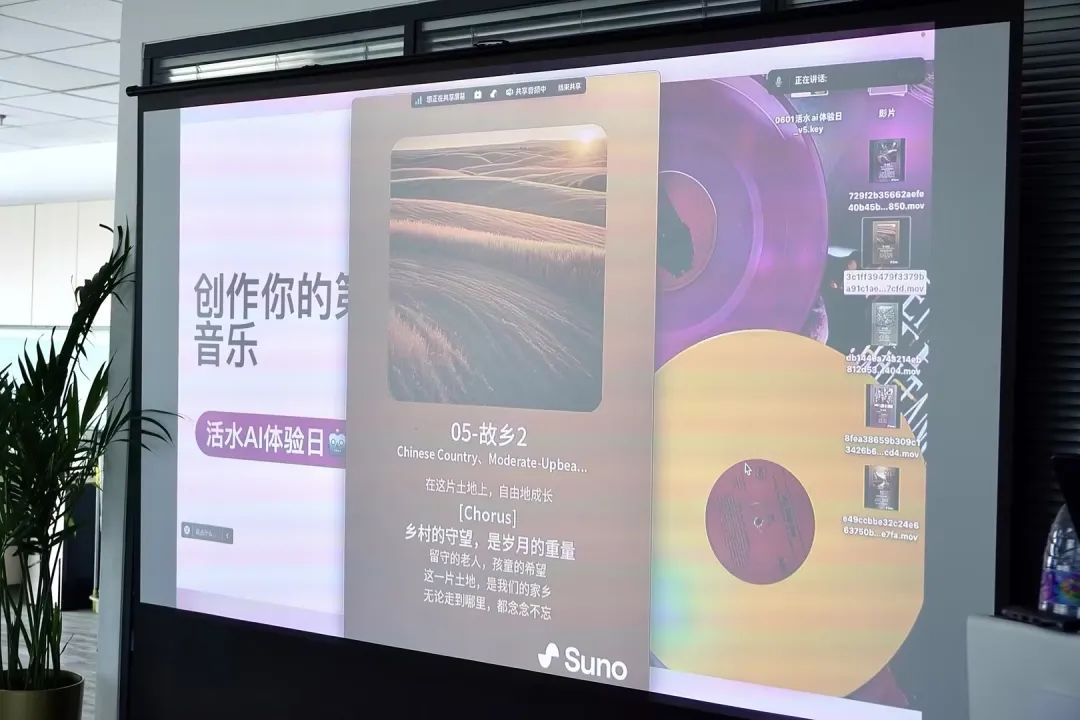 您正在共享屏幕 共享音频中 结束共享
正在讲话:
0601活水ai体验日
_v5.key
影片
729f2b35662aefe
40b45b...850.mov
3c1ff39479f3379b
a91c1ae...7cfd.mov
db144ea748214eb
812d53...404.mov
8fea38659b309c
3426b6...cd4.mov
e49ccbbe32c24e6
63750b...e7fa.mov
创作你的第
音乐
活水AI体验日
05-故乡2
Chinese Country、Moderate-Upbea...
在这片土地上，自由地成长
[Chorus]
乡村的守望，是岁月的重量
留守的老人，孩童的希望
这一片土地，是我们的家乡
无论走到哪里，都念念不忘
Suno